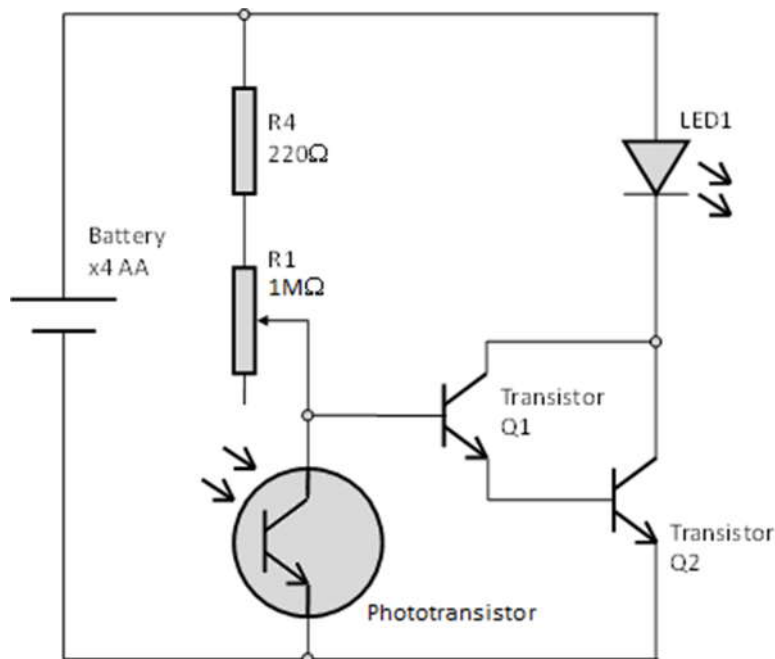 R4
220Ω
LED1
Battery
x4 AA
R1
1MΩ
Transistor
Q1
Transistor
Q2
Phototransistor